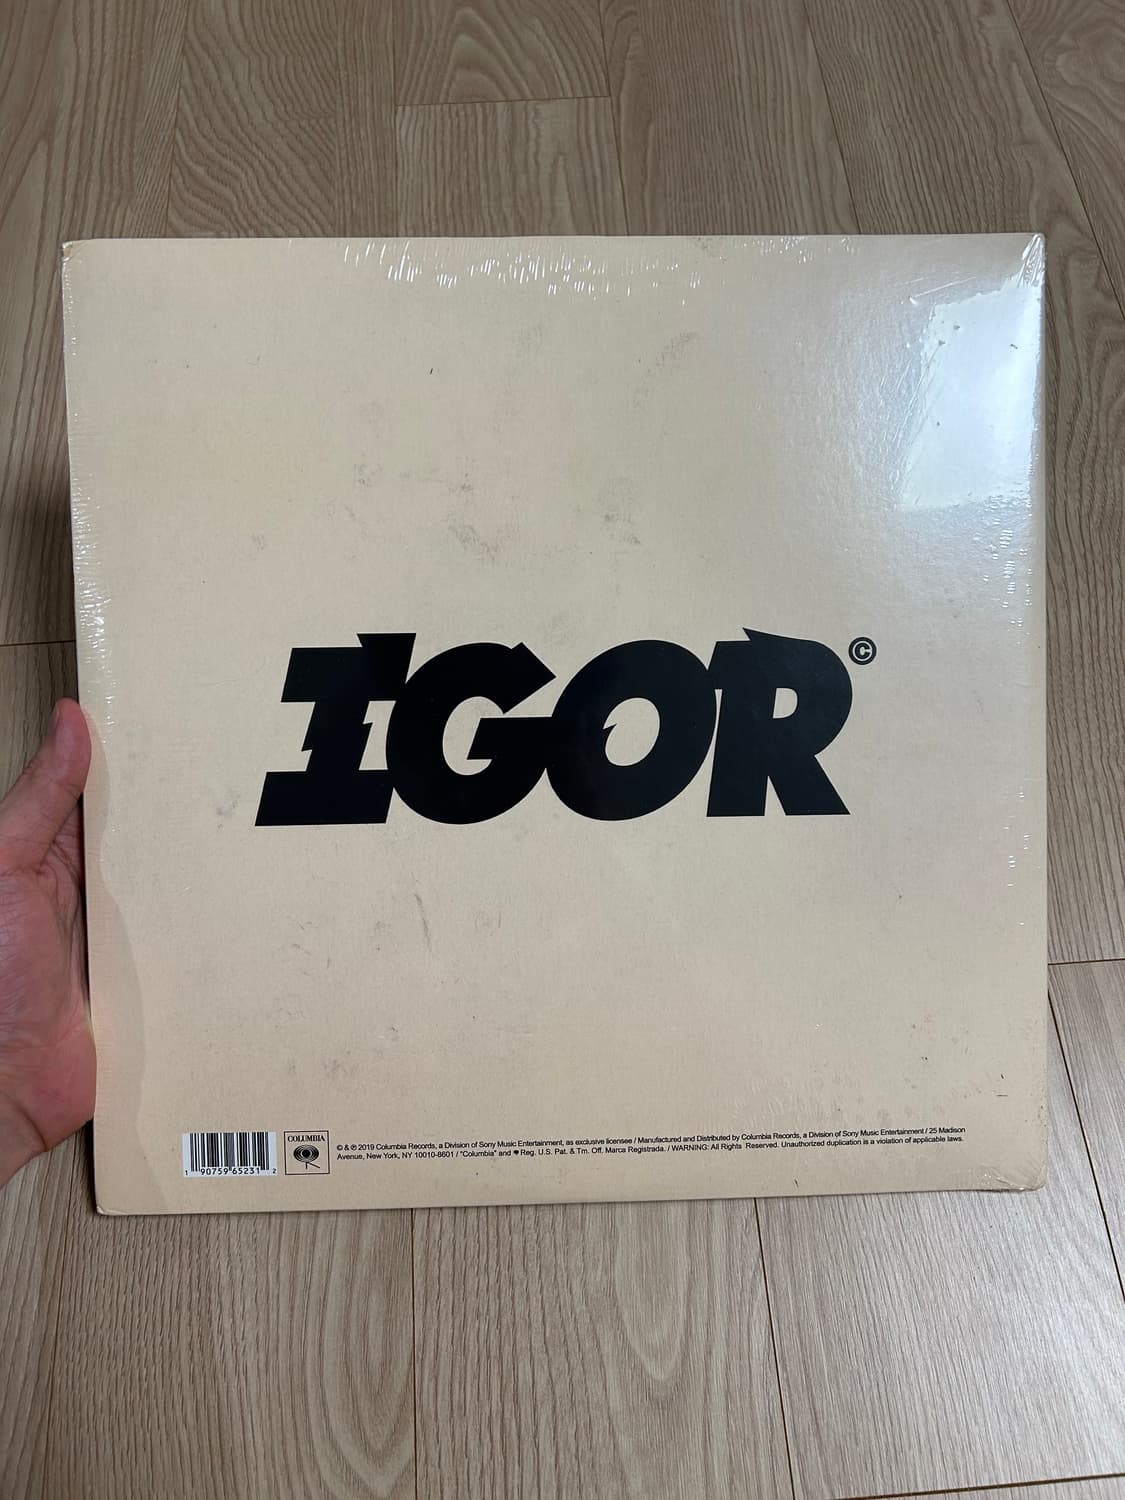 IGOR©
1 90759 65231 2
COLUMBIA
© & ℗ 2019 Columbia Records, a Division of Sony Music Entertainment, as exclusive licensee / Manufactured and Distributed by Columbia Records, a Division of Sony Music Entertainment / 25 Madison
Avenue, New York, NY 10010-8601 / "Columbia" and Reg. U.S. Pat. & Tm. Off. Marca Registrada. / WARNING: All Rights Reserved. Unauthorized duplication is a violation of applicable laws.